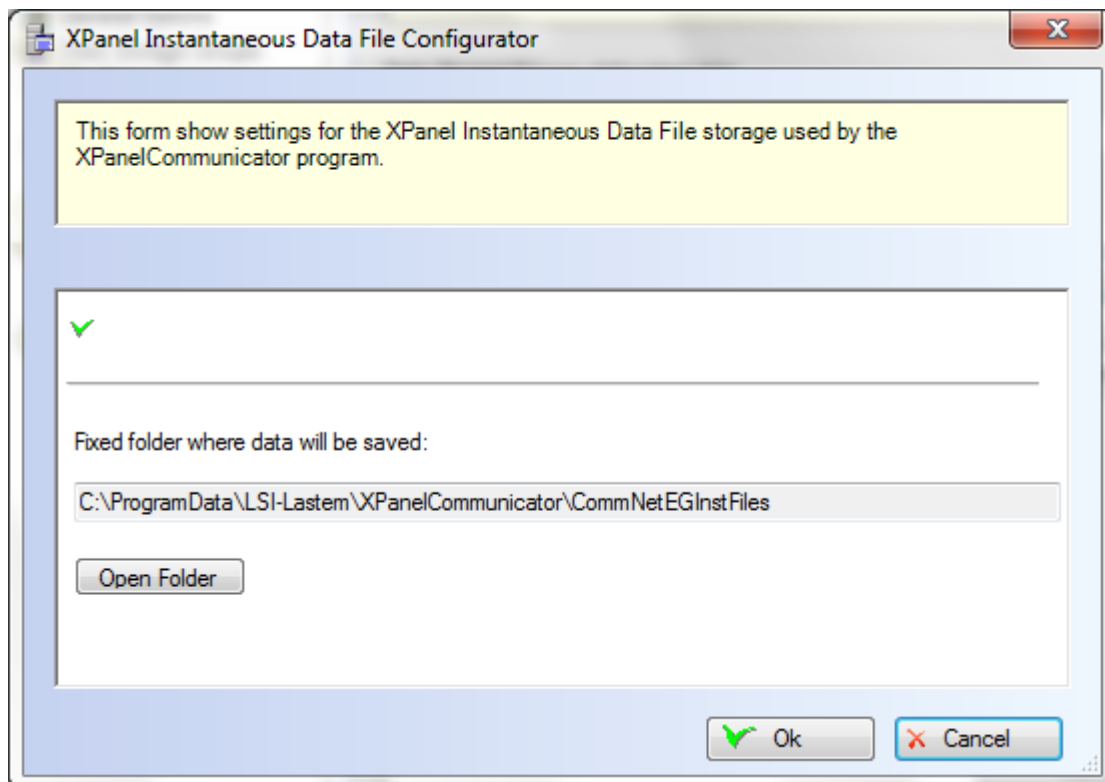 XPanel Instantaneous Data File Configurator
This form show settings for the XPanel Instantaneous Data File storage used by the
XPanelCommunicator program.
Fixed folder where data will be saved:
C:\ProgramData\LSI-Lastem\XPanelCommunicator\CommNetEGInstFiles
Open Folder
Ok
Cancel